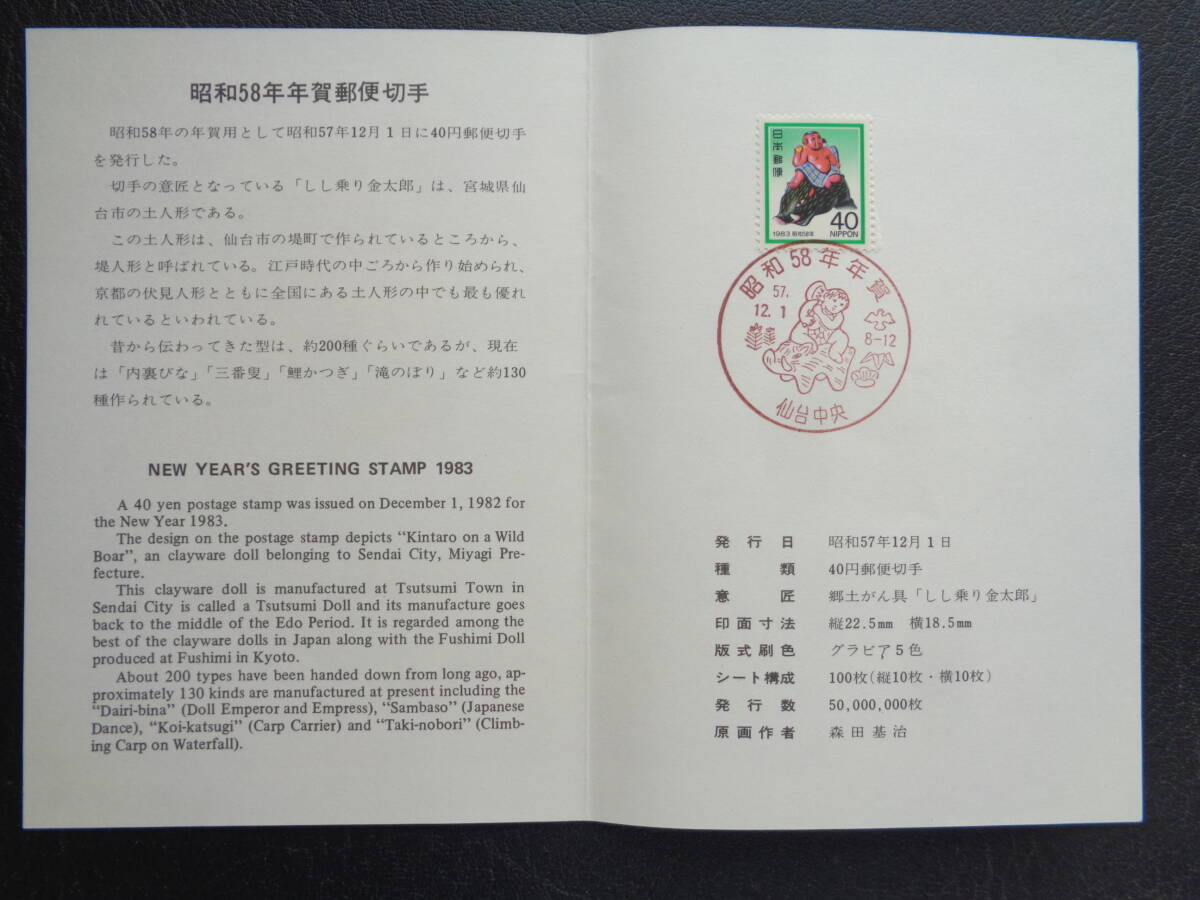 昭和58年年賀郵便切手
昭和58年の年賀用として昭和57年12月1日に40円郵便切手
を発行した。
切手の意匠となっている「しし乗り金太郎」は、宮城県仙
台市の土人形である。
この土人形は、仙台市の堤町で作られているところから、
堤人形と呼ばれている。江戸時代の中ごろから作り始められ、
京都の伏見人形とともに全国にある土人形の中でも最も優れ
れているといわれている。
昔から伝わってきた型は、約200種ぐらいであるが、現在
は「内裏びな」「三番叟」「鯉かつぎ」「滝のぼり」など約130
種作られている。
NEW YEAR'S GREETING STAMP 1983
A 40 yen postage stamp was issued on December 1, 1982 for
the New Year 1983.
The design on the postage stamp depicts “Kintaro on a Wild
Boar”, an clayware doll belonging to Sendai City, Miyagi Pre-
fecture.
This clayware doll is manufactured at Tsutsumi Town in
Sendai City is called a Tsutsumi Doll and its manufacture goes
back to the middle of the Edo Period. It is regarded among the
best of the clayware dolls in Japan along with the Fushimi Doll
produced at Fushimi in Kyoto.
About 200 types have been handed down from long ago, ap-
proximately 130 kinds are manufactured at present including the
“Dairi-bina” (Doll Emperor and Empress), “Sambaso” (Japanese
Dance), “Koi-katsugi” (Carp Carrier) and “Taki-nobori” (Climb-
ing Carp on Waterfall).
日本郵便
40
1983 昭和58年 NIPPON
昭和58年年賀
57.
12.1
8-12
仙台中央
発行日 昭和57年12月1日
種類 40円郵便切手
意匠 郷土がん具「しし乗り金太郎」
印面寸法 縦22.5mm 横18.5mm
版式刷色 グラビア5色
シート構成 100枚(縦10枚・横10枚)
発行数 50,000,000枚
原画作者 森田基治